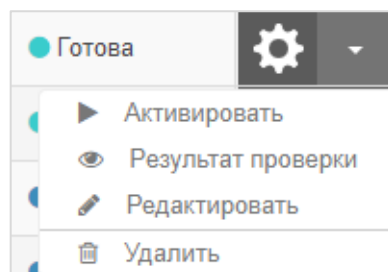 Готова
Активировать
Результат проверки
Редактировать
Удалить